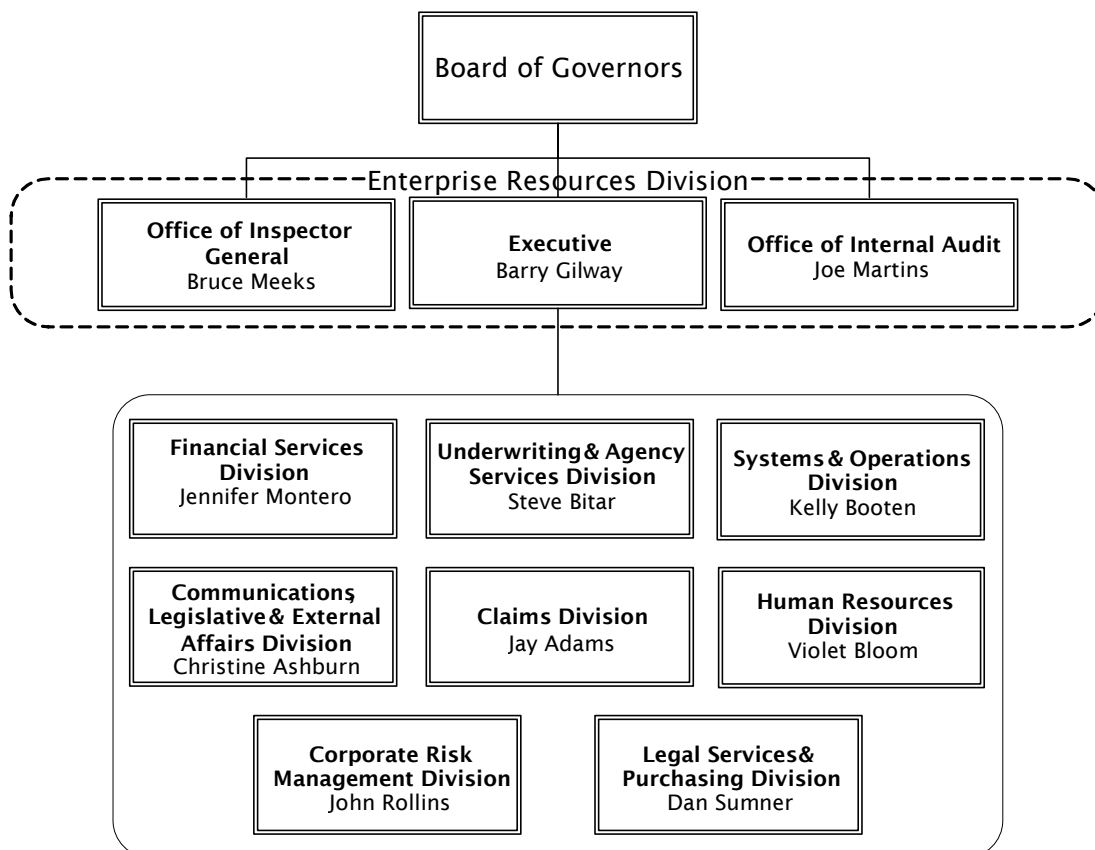 Board of Governors
Enterprise Resources Division
Office of Inspector
General
Bruce Meeks
Executive
Barry Gilway
Office of Internal Audit
Joe Martins
Financial Services
Division
Jennifer Montero
Underwriting & Agency
Services Division
Steve Bitar
Systems & Operations
Division
Kelly Booten
Communications,
Legislative & External
Affairs Division
Christine Ashburn
Claims Division
Jay Adams
Human Resources
Division
Violet Bloom
Corporate Risk
Management Division
John Rollins
Legal Services &
Purchasing Division
Dan Sumner